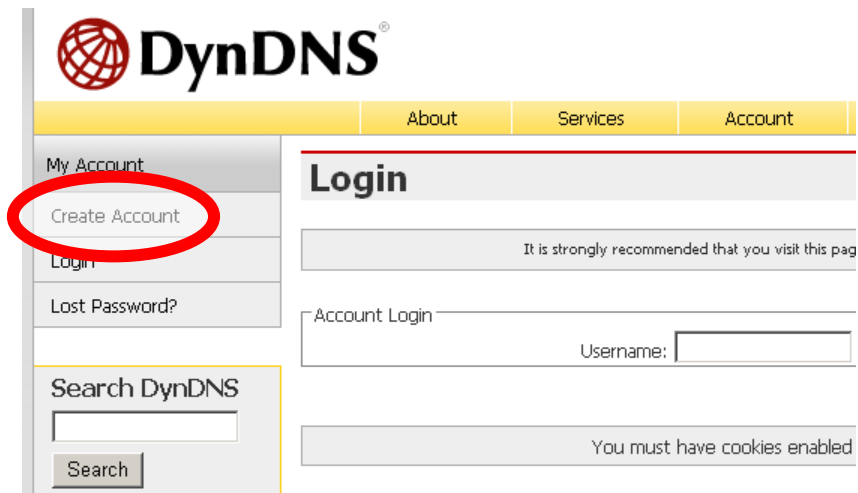 DynDNS®
About Services Account
My Account
Create Account
Login
Lost Password?
Search DynDNS
Search
Login
It is strongly recommended that you visit this pag
Account Login
Username:
You must have cookies enabled